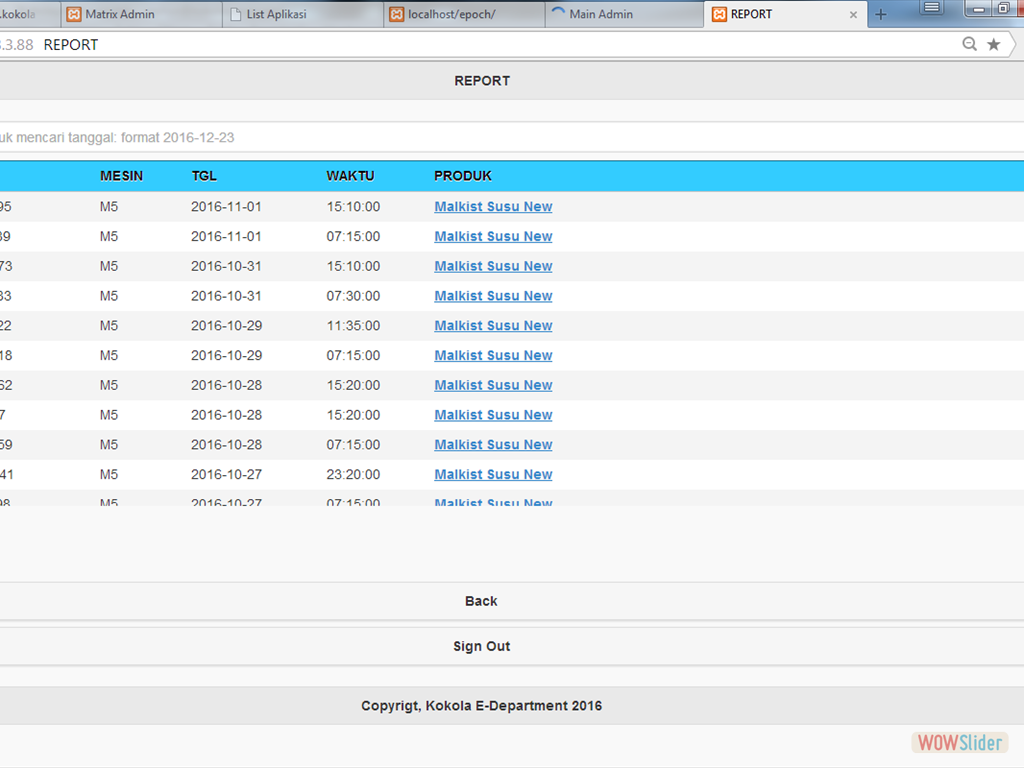 .kokola Matrix Admin List Aplikasi localhost/epoch/ Main Admin REPORT
.3.88 REPORT
REPORT
uk mencari tanggal: format 2016-12-23
MESIN TGL WAKTU PRODUK
95 M5 2016-11-01 15:10:00 Malkist Susu New
39 M5 2016-11-01 07:15:00 Malkist Susu New
73 M5 2016-10-31 15:10:00 Malkist Susu New
33 M5 2016-10-31 07:30:00 Malkist Susu New
22 M5 2016-10-29 11:35:00 Malkist Susu New
18 M5 2016-10-29 07:15:00 Malkist Susu New
62 M5 2016-10-28 15:20:00 Malkist Susu New
7 M5 2016-10-28 15:20:00 Malkist Susu New
59 M5 2016-10-28 07:15:00 Malkist Susu New
41 M5 2016-10-27 23:20:00 Malkist Susu New
98 M5 2016-10-27 07:15:00 Malkist Susu New
Back
Sign Out
Copyrigt, Kokola E-Department 2016
WOWSlider